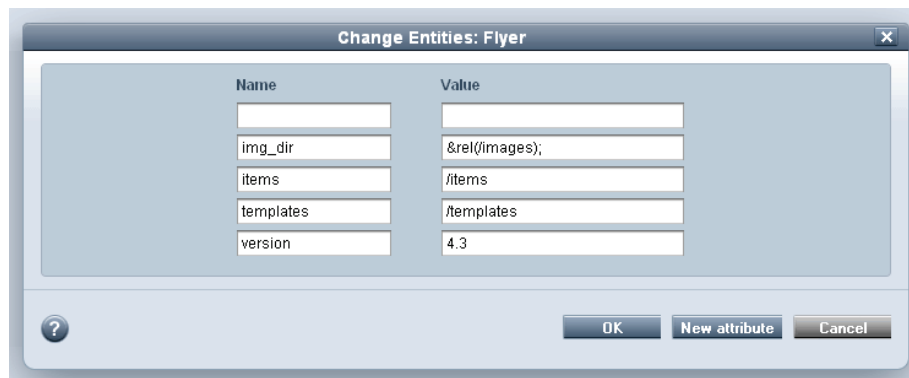 Change Entities: Flyer
Name Value
img_dir &rel(/images);
items /items
templates /templates
version 4.3
? OK New attribute Cancel